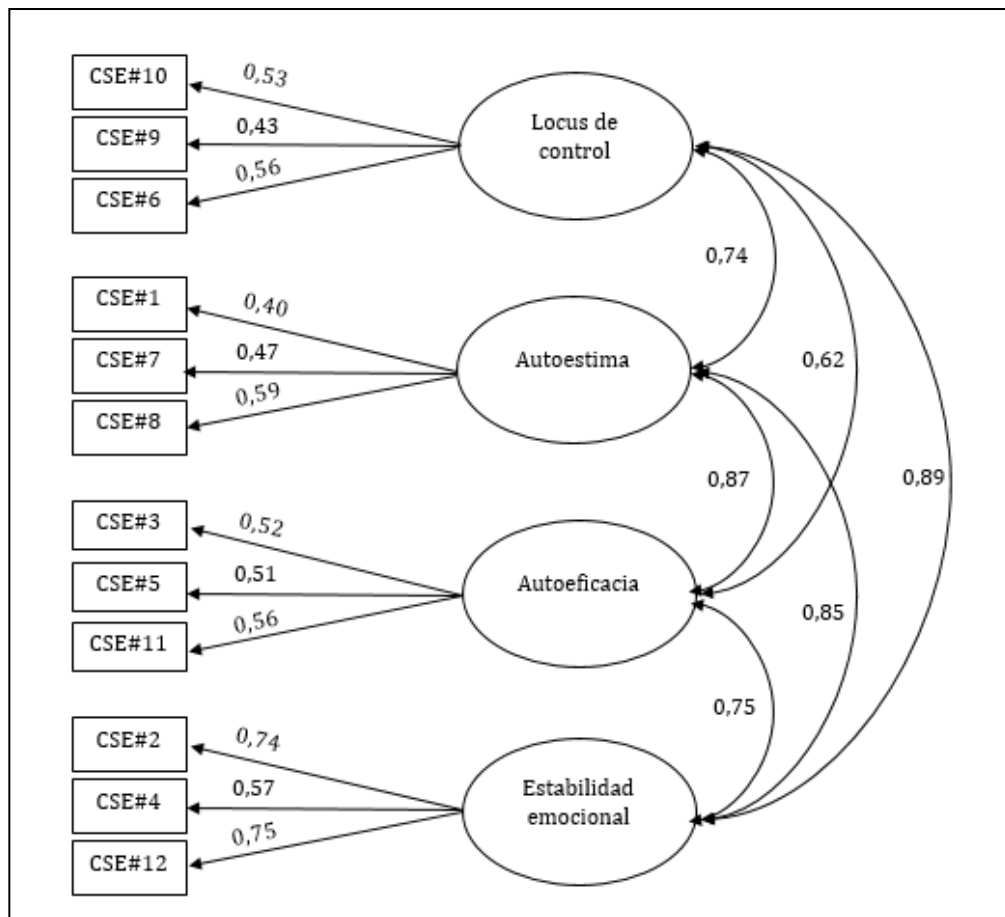 CSE#10
0,53
CSE#9
0,43
CSE#6
0,56
Locus de
control
0,74
CSE#1
0,40
CSE#7
0,47
CSE#8
0,59
Autoestima
0,62
0,87
0,89
CSE#3
0,52
CSE#5
0,51
CSE#11
0,56
Autoeficacia
0,85
0,75
CSE#2
0,74
CSE#4
0,57
CSE#12
0,75
Estabilidad
emocional